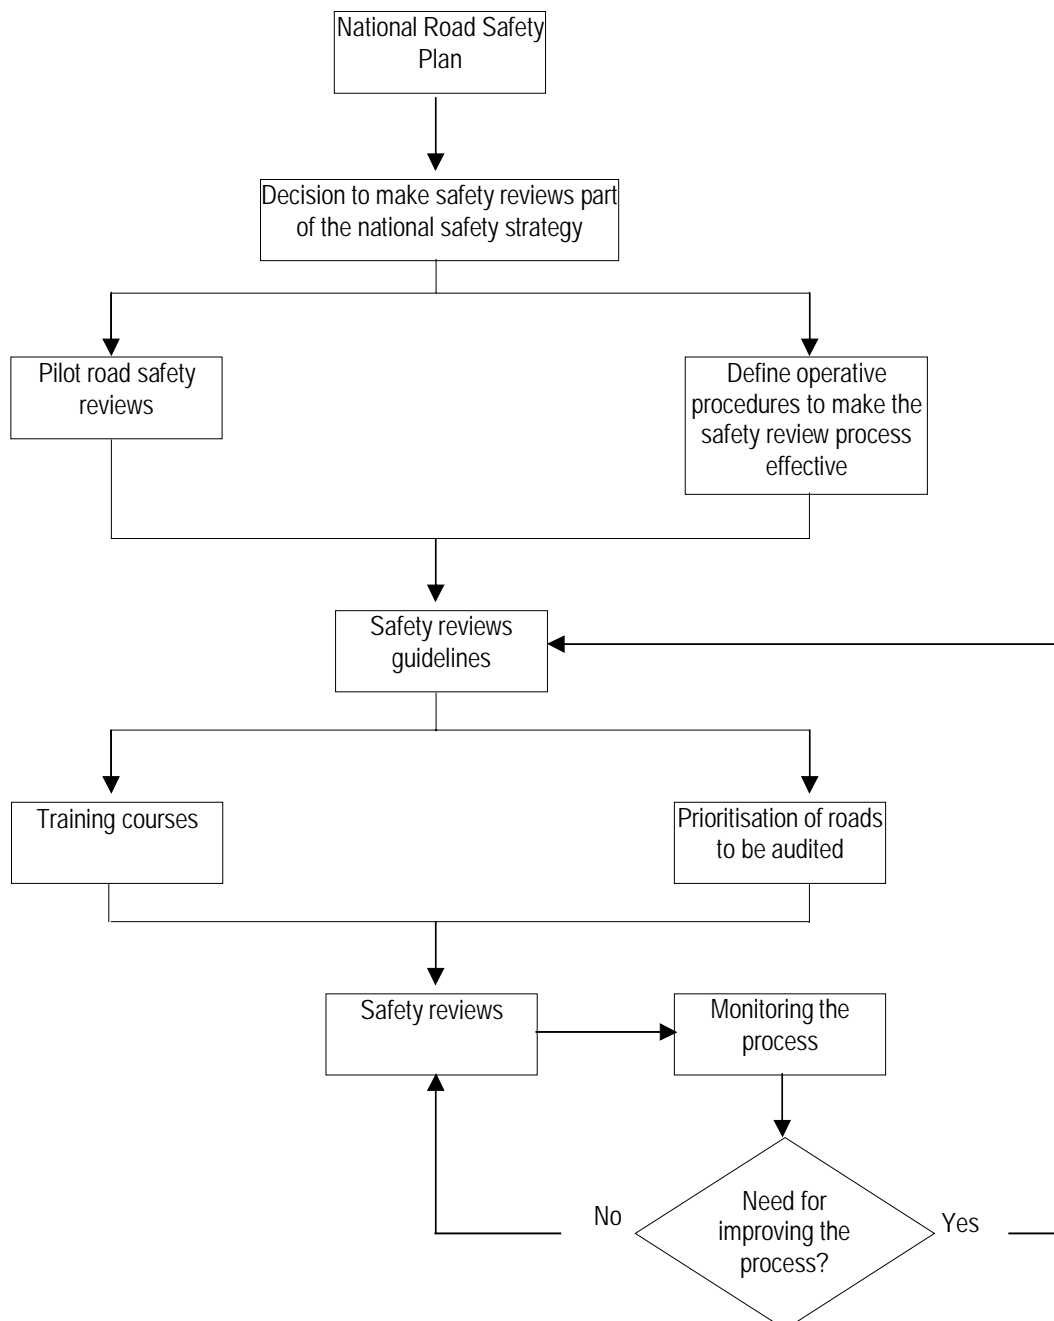 National Road Safety
Plan
Decision to make safety reviews part
of the national safety strategy
Pilot road safety
reviews
Define operative
procedures to make the
safety review process
effective
Safety reviews
guidelines
Training courses
Prioritisation of roads
to be audited
Safety reviews
Monitoring the
process
No
Need for
improving the
process?
Yes